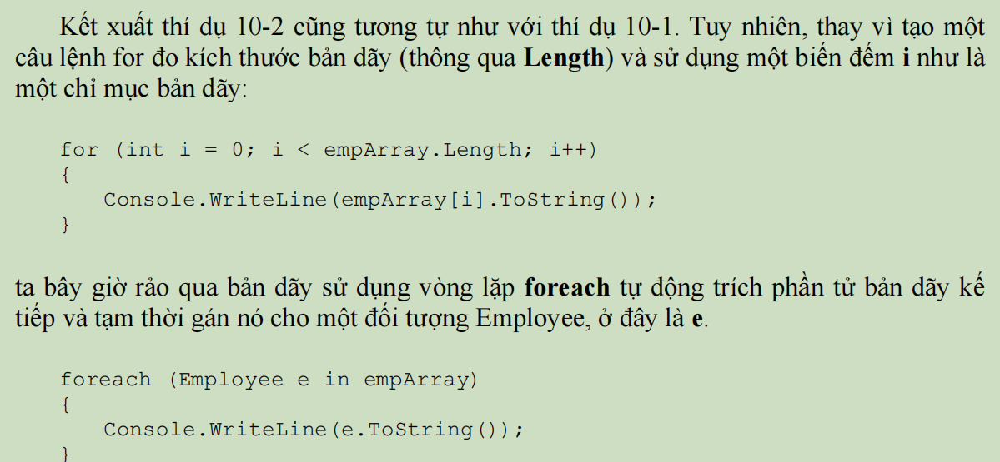 Kết xuất thí dụ 10-2 cũng tương tự như với thí dụ 10-1. Tuy nhiên, thay vì tạo một
câu lệnh for đo kích thước bản dãy (thông qua Length) và sử dụng một biến đếm i như là
một chỉ mục bản dãy:
for (int i = 0; i < empArray.Length; i++)
{
Console.WriteLine(empArray[i].ToString());
}
ta bây giờ rảo qua bản dãy sử dụng vòng lặp foreach tự động trích phần tử bản dãy kế
tiếp và tạm thời gán nó cho một đối tượng Employee, ở đây là e.
foreach (Employee e in empArray)
{
Console.WriteLine(e.ToString());
}